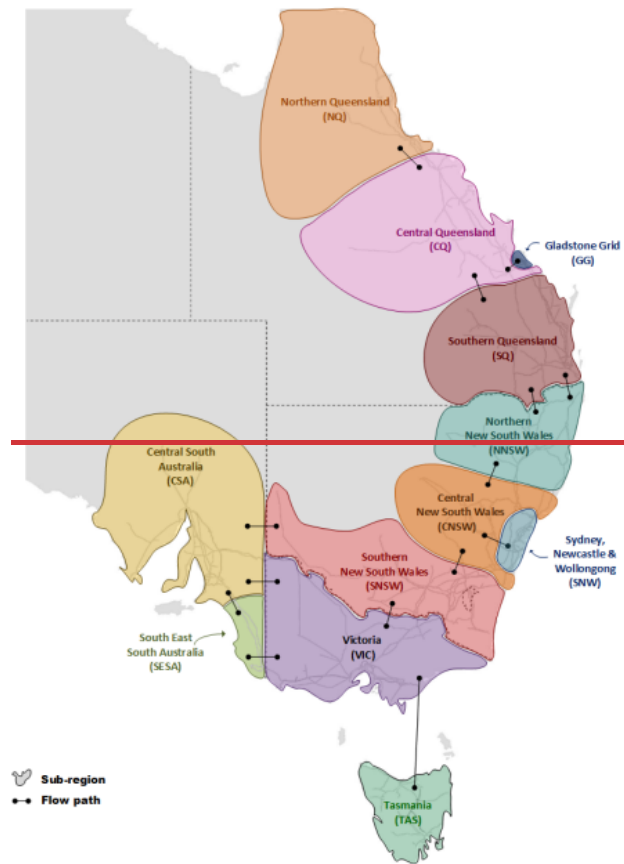 Northern Queensland
(NQ)
Central Queensland
(CQ)
Gladstone Grid
(GG)
Southern Queensland
(SQ)
Northern
New South Wales
(NNSW)
Central South
Australia
(CSA)
Central
New South Wales
(CNSW)
Sydney,
Newcastle &
Wollongong
(SNW)
Southern
New South Wales
(SNSW)
South East
South Australia
(SESA)
Victoria
(VIC)
Sub-region
Flow path
Tasmania
(TAS)